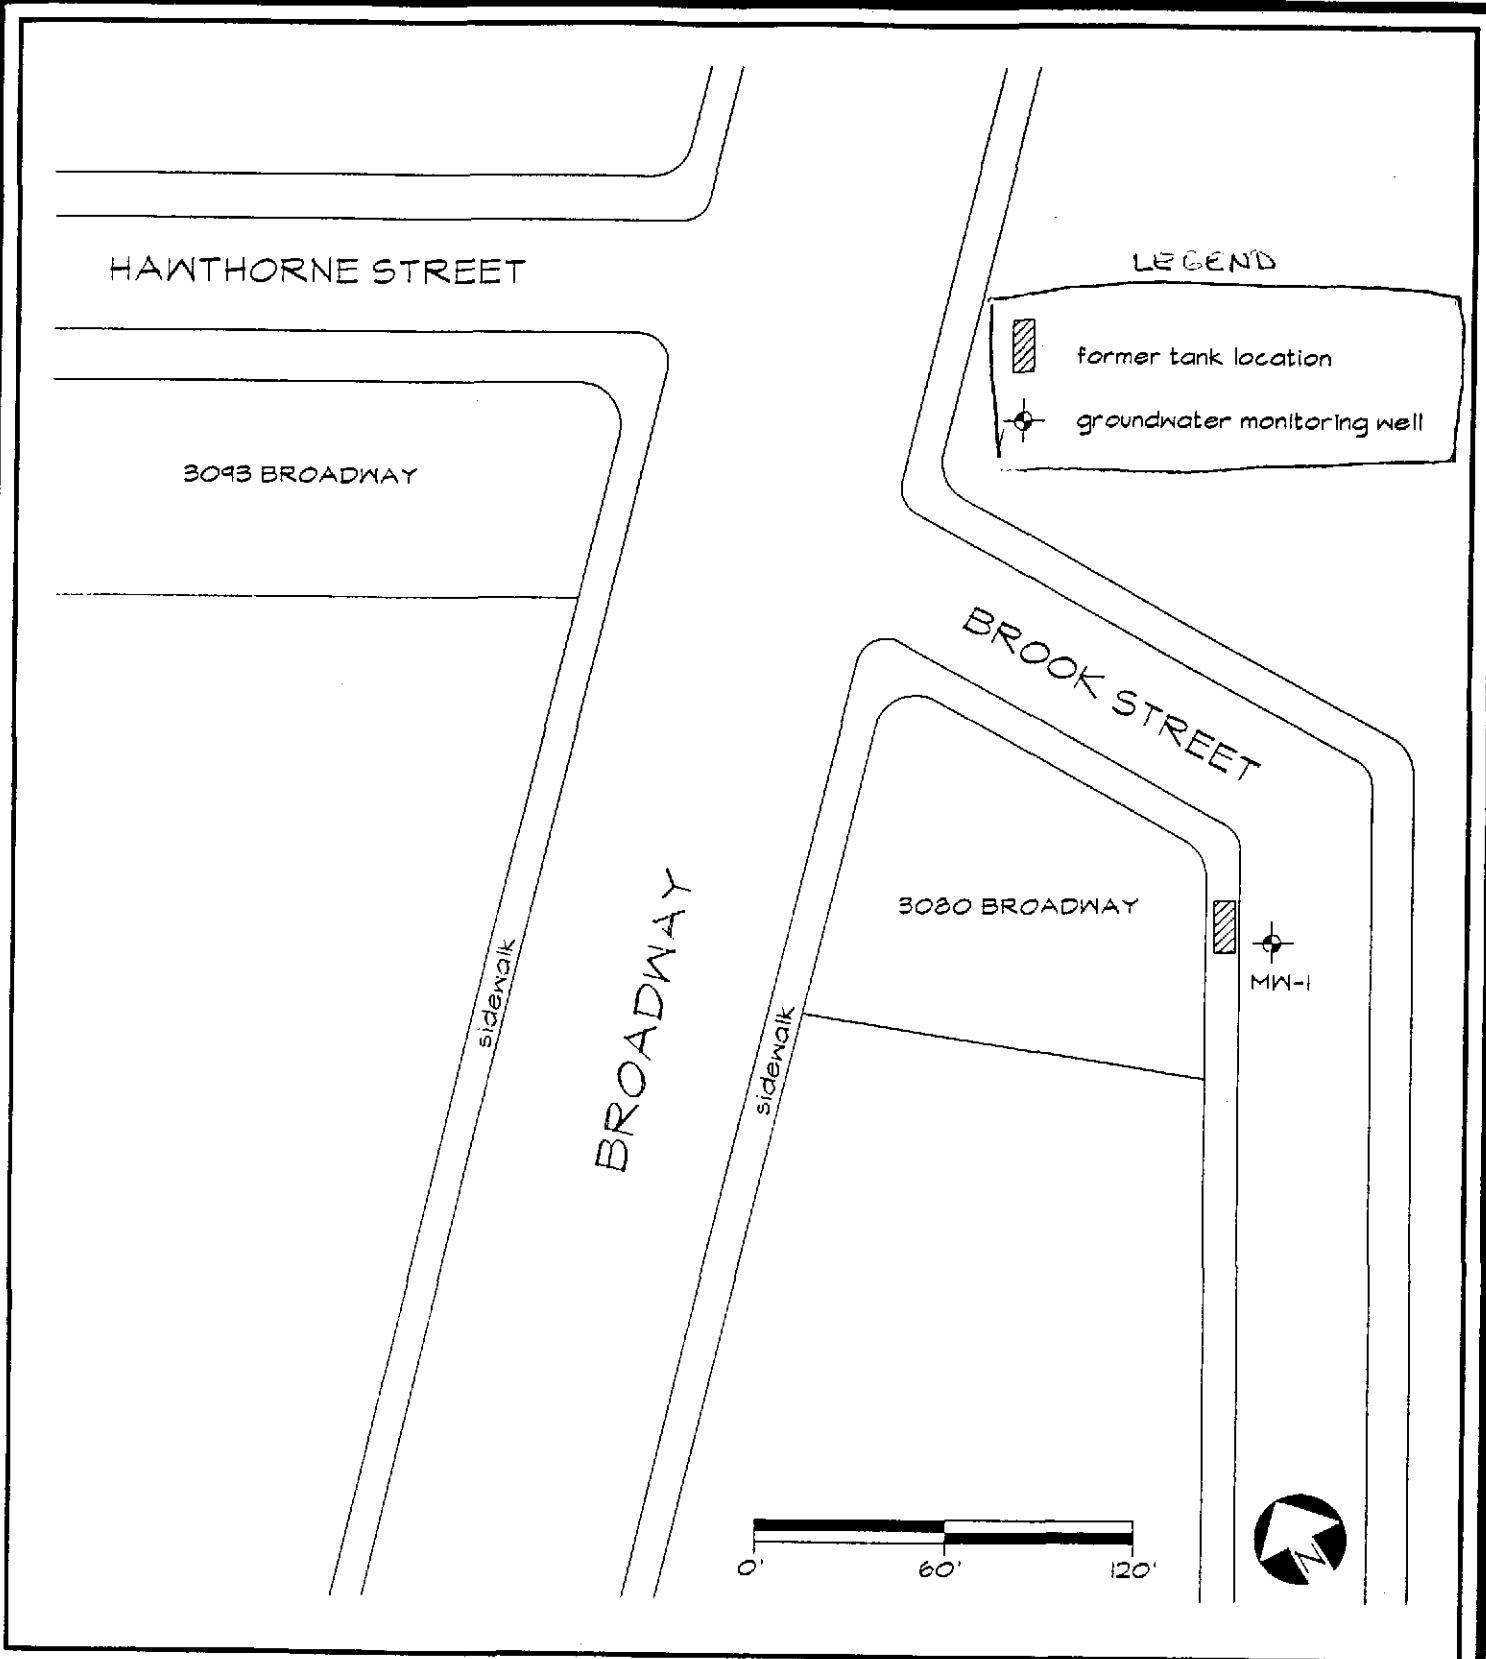 HAWTHORNE STREET
LEGEND
former tank location
groundwater monitoring well
3093 BROADWAY
BROOK STREET
3080 BROADWAY
MW-1
BROADWAY
sidewalk
sidewalk
0' 60' 120'
N